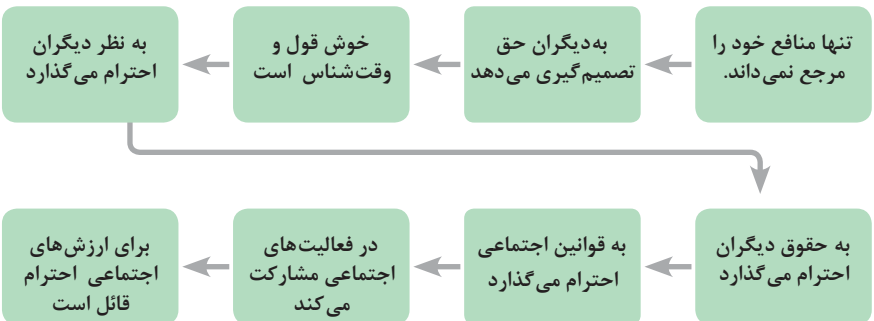 تنها منافع خود را
مرجع نمی‌داند.
به‌دیگران حق
تصمیم‌گیری می‌دهد
خوش قول و
وقت‌شناس است
به نظر دیگران
احترام می‌گذارد
به حقوق دیگران
احترام می‌گذارد
به قوانین اجتماعی
احترام می‌گذارد
در فعالیت‌های
اجتماعی مشارکت
می‌کند
برای ارزش‌های
اجتماعی احترام
قائل است